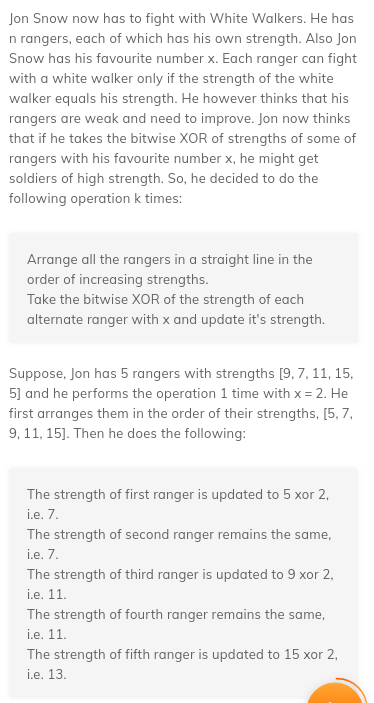 Jon Snow now has to fight with White Walkers. He has
n rangers, each of which has his own strength. Also Jon
Snow has his favourite number x. Each ranger can fight
with a white walker only if the strength of the white
walker equals his strength. He however thinks that his
rangers are weak and need to improve. Jon now thinks
that if he takes the bitwise XOR of strengths of some of
rangers with his favourite number x, he might get
soldiers of high strength. So, he decided to do the
following operation k times:
Arrange all the rangers in a straight line in the
order of increasing strengths.
Take the bitwise XOR of the strength of each
alternate ranger with x and update it's strength.
Suppose, Jon has 5 rangers with strengths [9, 7, 11, 15,
5] and he performs the operation 1 time with x = 2. He
first arranges them in the order of their strengths, [5, 7,
9, 11, 15]. Then he does the following:
The strength of first ranger is updated to 5 xor 2,
i.e. 7.
The strength of second ranger remains the same,
i.e. 7.
The strength of third ranger is updated to 9 xor 2,
i.e. 11.
The strength of fourth ranger remains the same,
i.e. 11.
The strength of fifth ranger is updated to 15 xor 2,
i.e. 13.